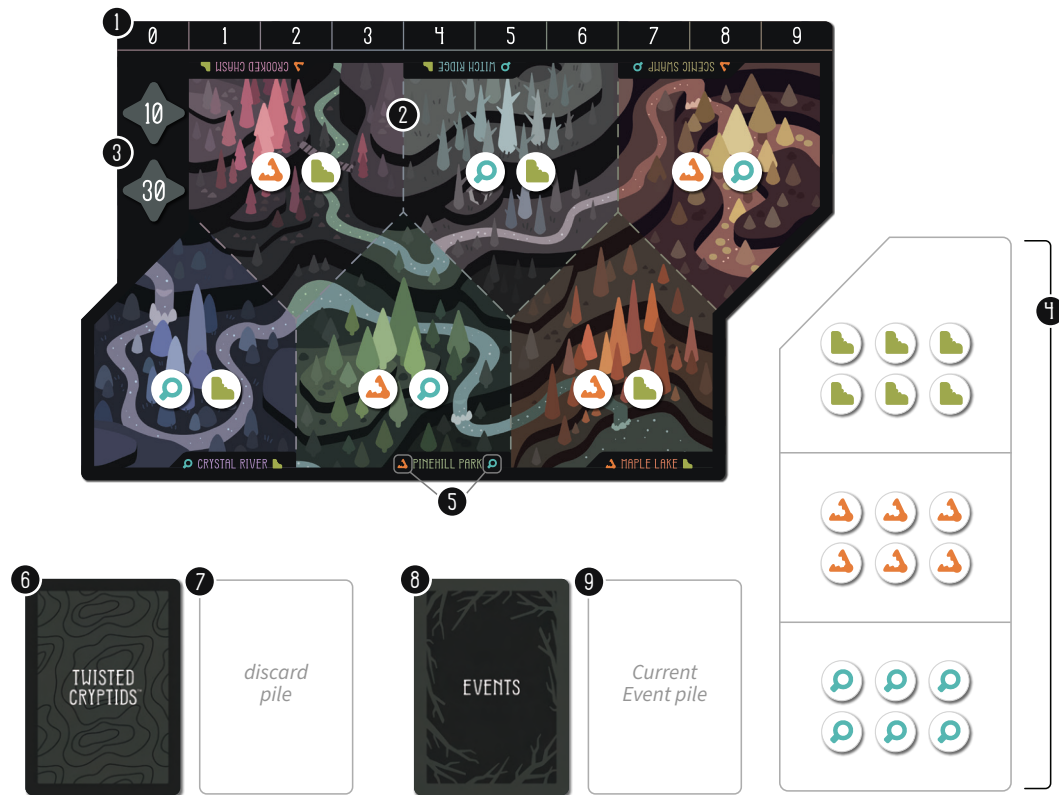 1
0 1 2 3 4 5 6 7 8 9
CROOKED CHASM
WITCH RIDGE
SCENIC SWAMP
10
2
3
30
4
CRYSTAL RIVER
PINEHILL PARK
MAPLE LAKE
5
6
7
8
9
TWISTED
CRYPTIDS™
discard
pile
EVENTS
Current
Event pile